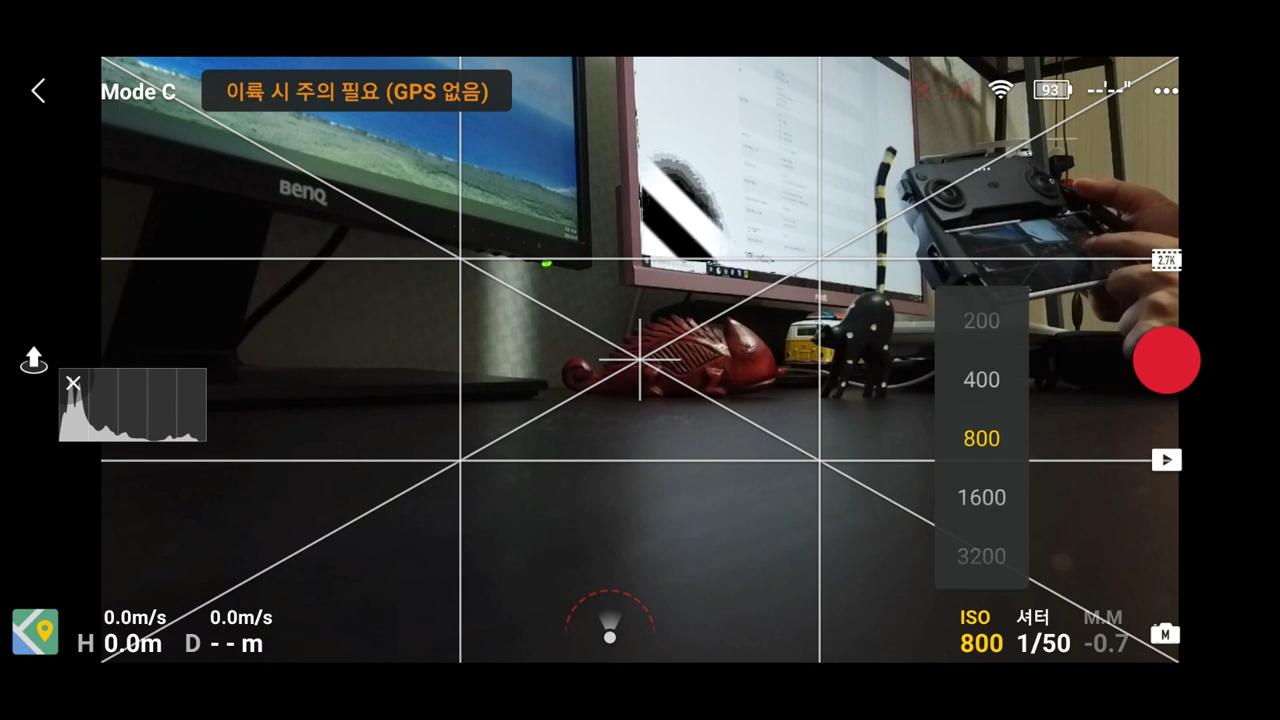 Mode C
이륙 시 주의 필요 (GPS 없음)
93
--'--"
BenQ
2.7K
200
400
800
1600
3200
0.0m/s 0.0m/s
H 0.0m D - - m
ISO 셔터 M.M
800 1/50 -0.7
M